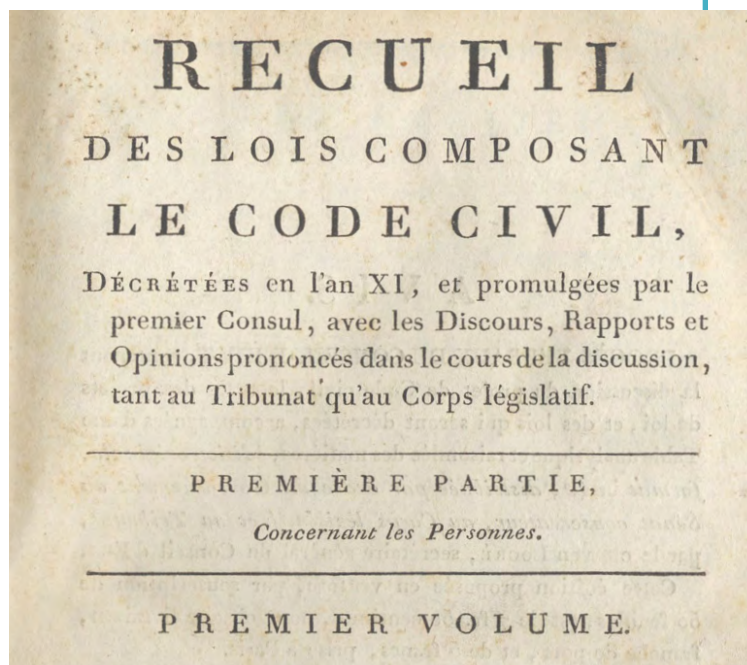 RECUEIL
DES LOIS COMPOSANT
LE CODE CIVIL,
DÉCRÉTÉES en l'an XI, et promulgées par le
premier Consul, avec les Discours, Rapports et
Opinions prononcés dans le cours de la discussion,
tant au Tribunat qu'au Corps législatif.
PREMIÈRE PARTIE,
Concernant les Personnes.
PREMIER VOLUME.